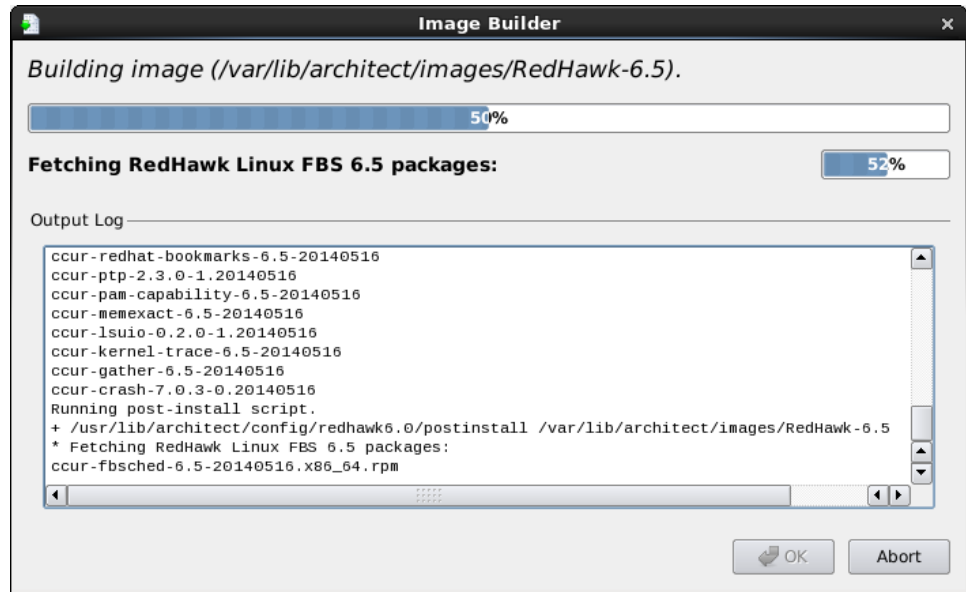 Image Builder
Building image (/var/lib/architect/images/RedHawk-6.5).
50%
Fetching RedHawk Linux FBS 6.5 packages:
52%
Output Log
ccur-redhat-bookmarks-6.5-20140516
ccur-ptp-2.3.0-1.20140516
ccur-pam-capability-6.5-20140516
ccur-memexact-6.5-20140516
ccur-lsuio-0.2.0-1.20140516
ccur-kernel-trace-6.5-20140516
ccur-gather-6.5-20140516
ccur-crash-7.0.3-0.20140516
Running post-install script.
+ /usr/lib/architect/config/redhawk6.0/postinstall /var/lib/architect/images/RedHawk-6.5
* Fetching RedHawk Linux FBS 6.5 packages:
ccur-fbsched-6.5-20140516.x86_64.rpm
OK
Abort